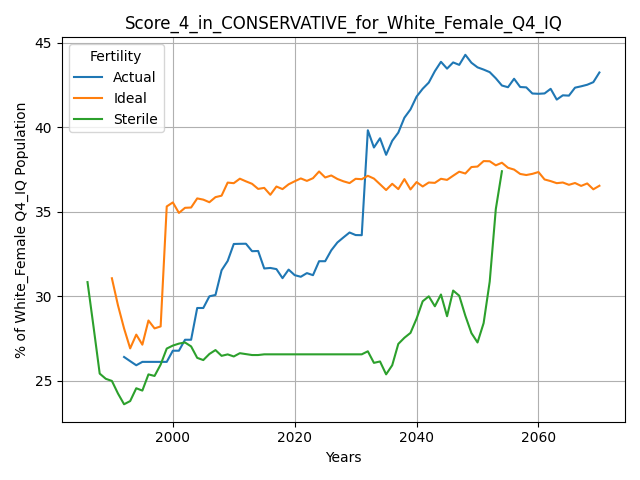 Score_4_in_CONSERVATIVE_for_White_Female_Q4_IQ
Fertility
Actual
Ideal
Sterile
% of White_Female Q4_IQ Population
45
40
35
30
25
2000
2020
2040
2060
Years